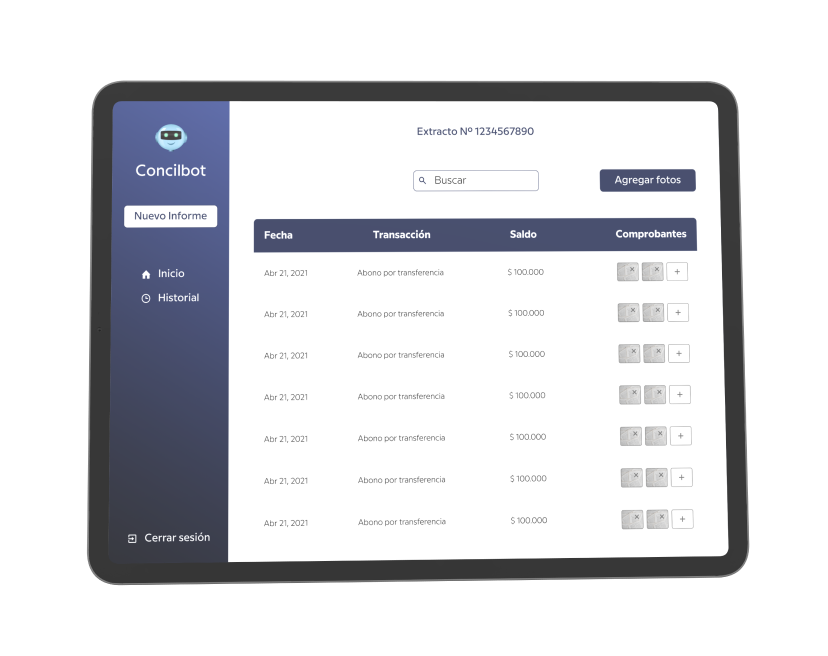 Concilbot
Nuevo Informe
Inicio
Historial
Cerrar sesión
Extracto Nº 1234567890
Buscar
Agregar fotos
Fecha Transacción Saldo Comprobantes
Abr 21, 2021 Abono por transferencia $ 100.000 +
Abr 21, 2021 Abono por transferencia $ 100.000 +
Abr 21, 2021 Abono por transferencia $ 100.000 +
Abr 21, 2021 Abono por transferencia $ 100.000 +
Abr 21, 2021 Abono por transferencia $ 100.000 +
Abr 21, 2021 Abono por transferencia $ 100.000 +
Abr 21, 2021 Abono por transferencia $ 100.000 +